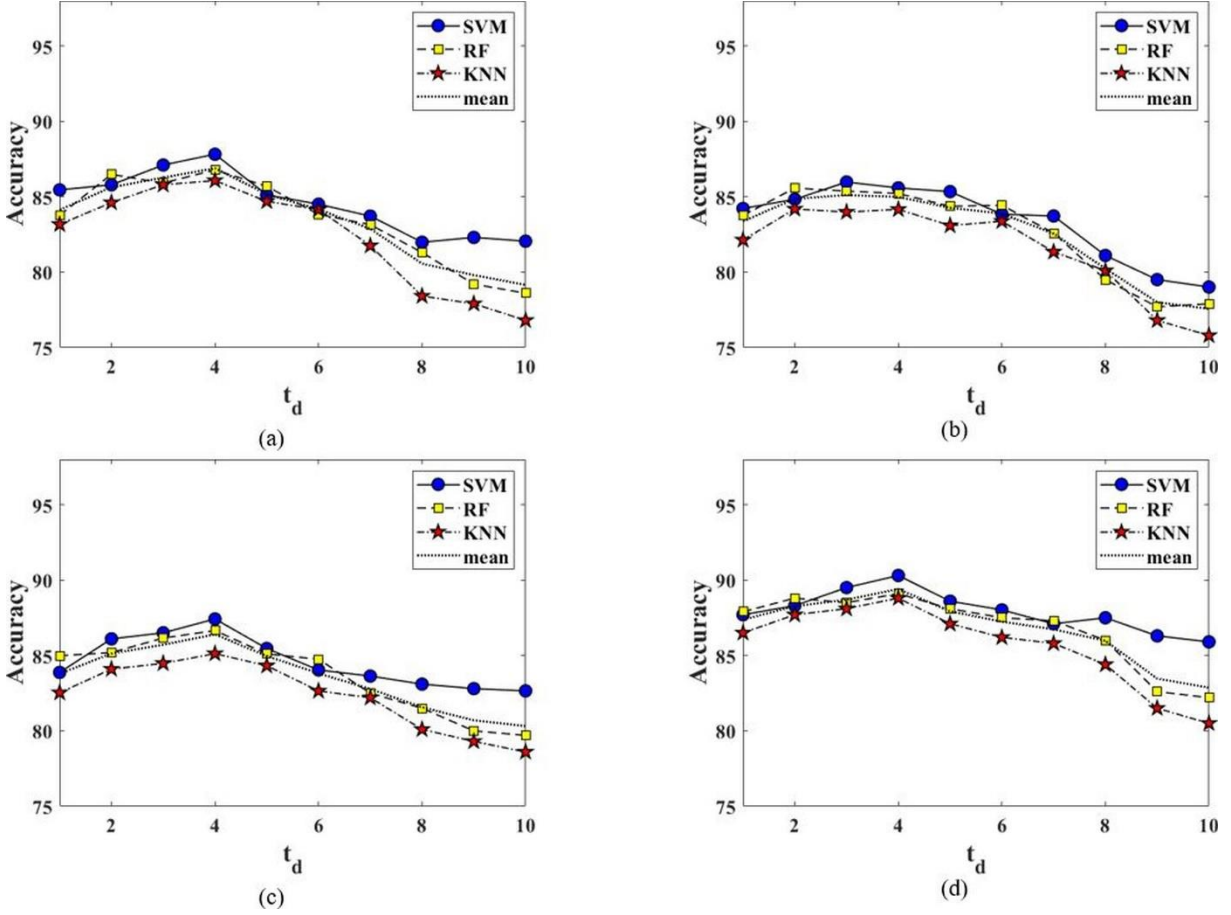 SVM
RF
KNN
mean
95
90
85
80
75
Accuracy
2 4 6 8 10
t_d
(a)
SVM
RF
KNN
mean
95
90
85
80
75
Accuracy
2 4 6 8 10
t_d
(b)
SVM
RF
KNN
mean
95
90
85
80
75
Accuracy
2 4 6 8 10
t_d
(c)
SVM
RF
KNN
mean
95
90
85
80
75
Accuracy
2 4 6 8 10
t_d
(d)